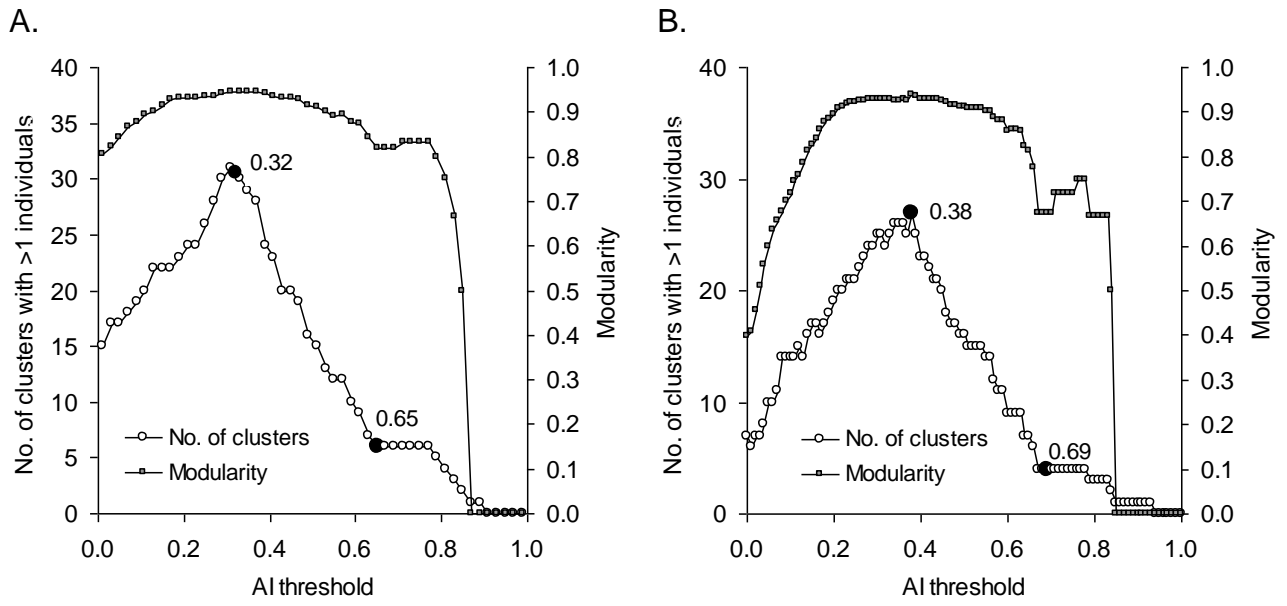 A.
No. of clusters with >1 individuals
40
35
30
25
20
15
10
5
0
1.0
0.9
0.8
0.7
0.6
0.5
0.4
0.3
0.2
0.1
0.0
Modularity
0.32
0.65
No. of clusters
Modularity
0.0 0.2 0.4 0.6 0.8 1.0
AI threshold
B.
No. of clusters with >1 individuals
40
30
20
10
0
1.0
0.9
0.8
0.7
0.6
0.5
0.4
0.3
0.2
0.1
0.0
Modularity
0.38
0.69
No. of clusters
Modularity
0.0 0.2 0.4 0.6 0.8 1.0
AI threshold